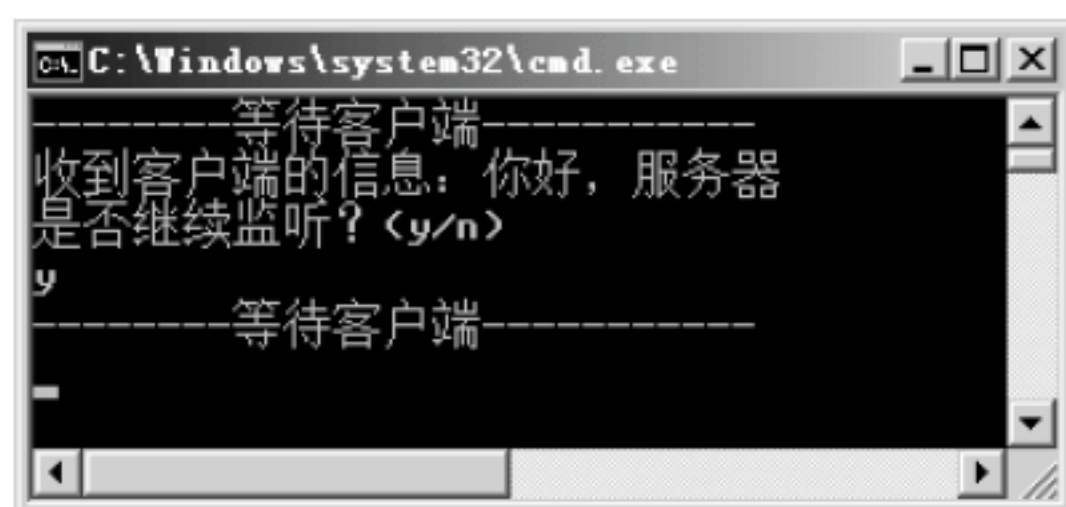 C:\Windows\system32\cmd.exe
--------等待客户端-----------
收到客户端的信息：你好，服务器
是否继续监听？(y/n)
y
--------等待客户端-----------